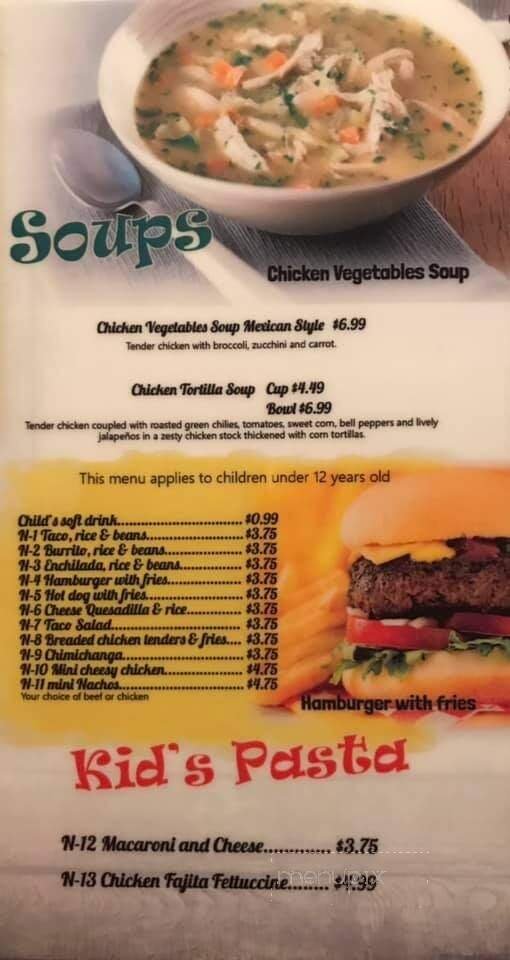 Soups
Chicken Vegetables Soup
Chicken Vegetables Soup Mexican Style $6.99
Tender chicken with broccoli, zucchini and carrot.
Chicken Tortilla Soup Cup $4.49
Bowl $6.99
Tender chicken coupled with roasted green chilies, tomatoes, sweet corn, bell peppers and lively
jalapeños in a zesty chicken stock thickened with corn tortillas.
This menu applies to children under 12 years old
Child's soft drink............................... $0.99
N-1 Taco, rice & beans........................ $3.75
N-2 Burrito, rice & beans................... $3.75
N-3 Enchilada, rice & beans............... $3.75
N-4 Hamburger with fries.................. $3.75
N-5 Hot dog with fries........................ $3.75
N-6 Cheese Quesadilla & rice............. $3.75
N-7 Taco Salad................................. $3.75
N-8 Breaded chicken tenders & fries.... $3.75
N-9 Chimichanga.............................. $3.75
N-10 Mini cheesy chicken................... $4.75
N-11 mini Nachos............................... $4.75
Your choice of beef or chicken
Hamburger with fries
Kid's Pasta
N-12 Macaroni and Cheese............. $3.75
N-13 Chicken Fajita Fettuccine........ $4.99